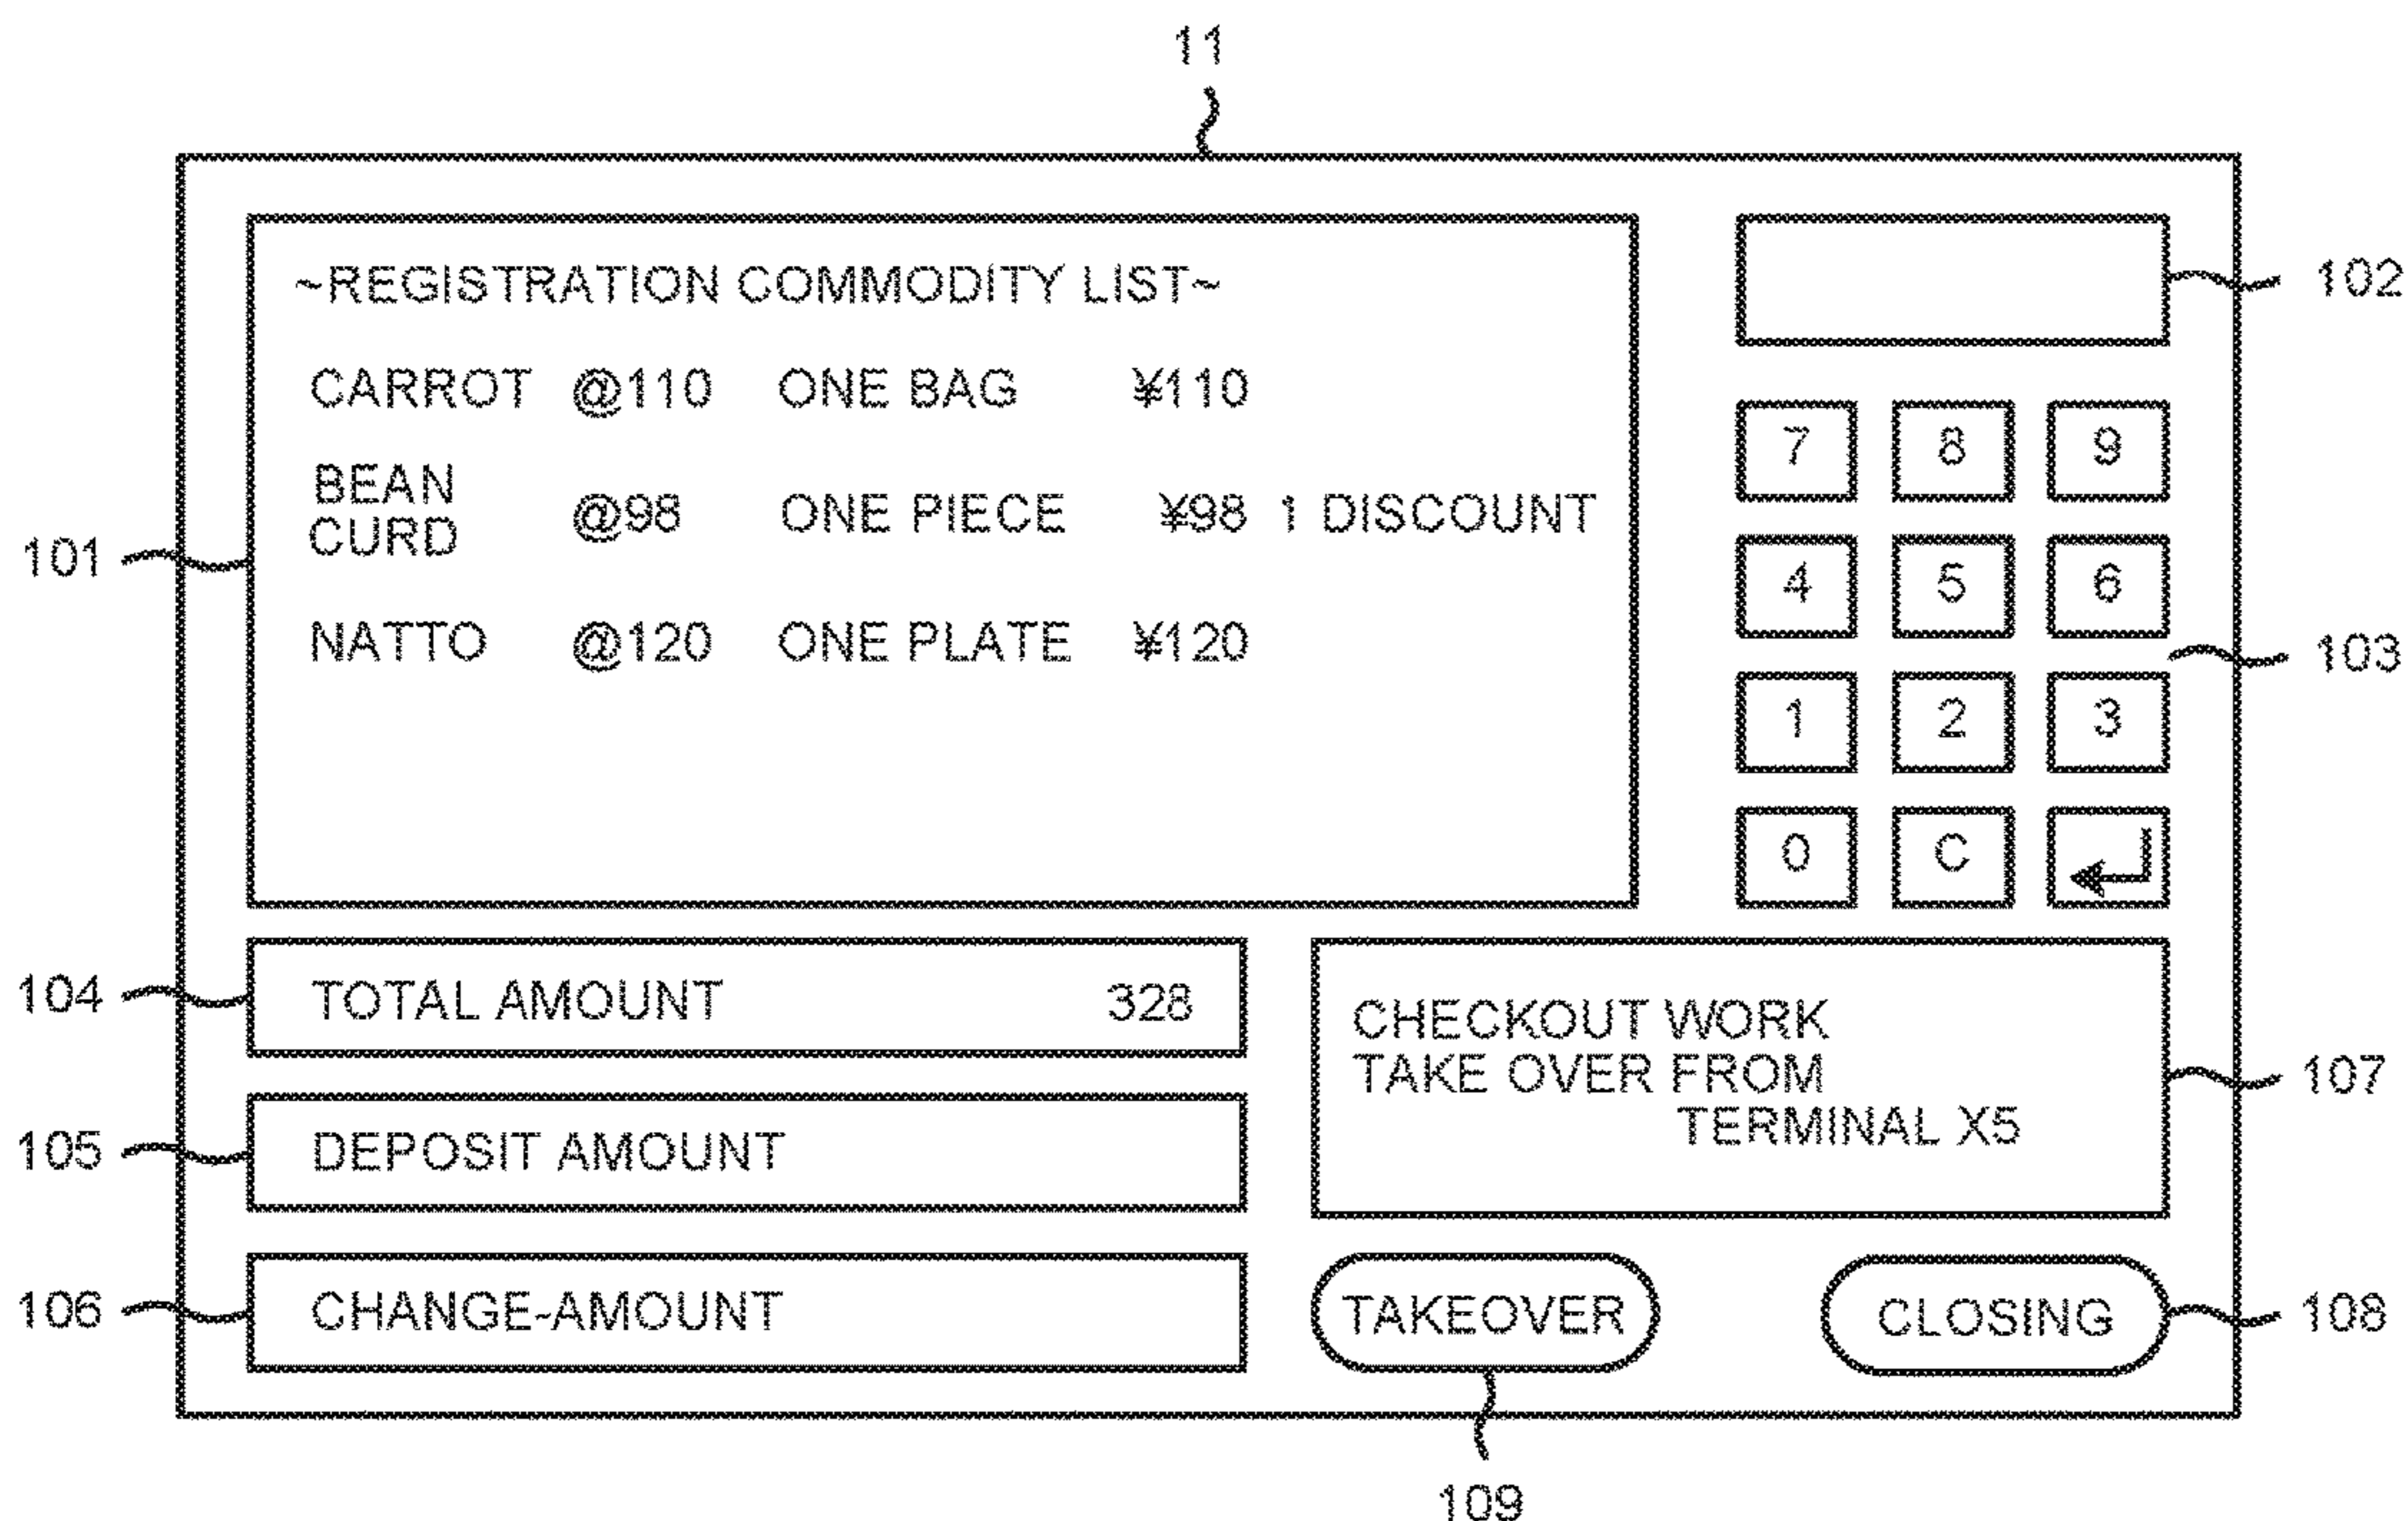 11
~REGISTRATION COMMODITY LIST~
CARROT @110 ONE BAG ¥110
BEAN
CURD @98 ONE PIECE ¥98 1 DISCOUNT
NATTO @120 ONE PLATE ¥120
101
102
7 8 9
4 5 6
103
1 2 3
0 C
104
TOTAL AMOUNT 328
105
DEPOSIT AMOUNT
106
CHANGE-AMOUNT
CHECKOUT WORK
TAKE OVER FROM
TERMINAL X5
107
TAKEOVER
CLOSING
108
109